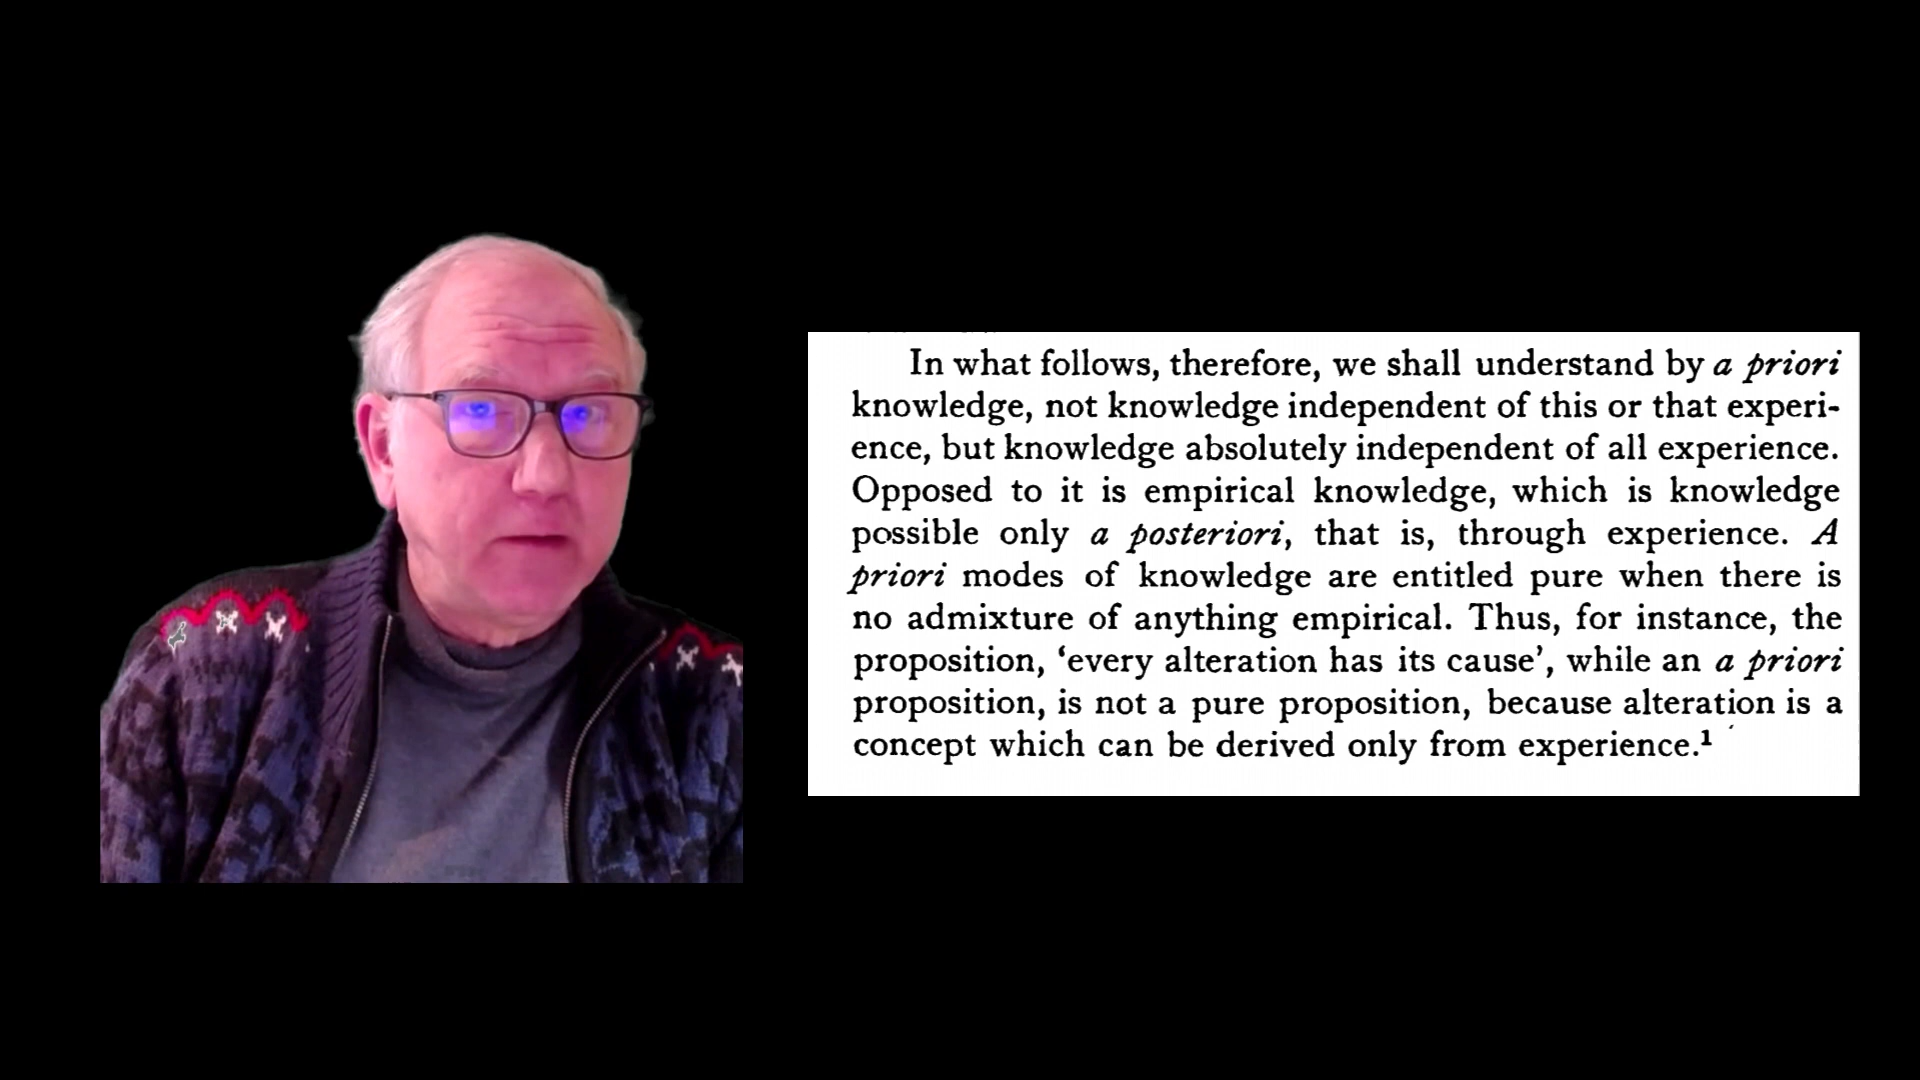 In what follows, therefore, we shall understand by a priori
knowledge, not knowledge independent of this or that experi-
ence, but knowledge absolutely independent of all experience.
Opposed to it is empirical knowledge, which is knowledge
possible only a posteriori, that is, through experience. A
priori modes of knowledge are entitled pure when there is
no admixture of anything empirical. Thus, for instance, the
proposition, ‘every alteration has its cause’, while an a priori
proposition, is not a pure proposition, because alteration is a
concept which can be derived only from experience.¹